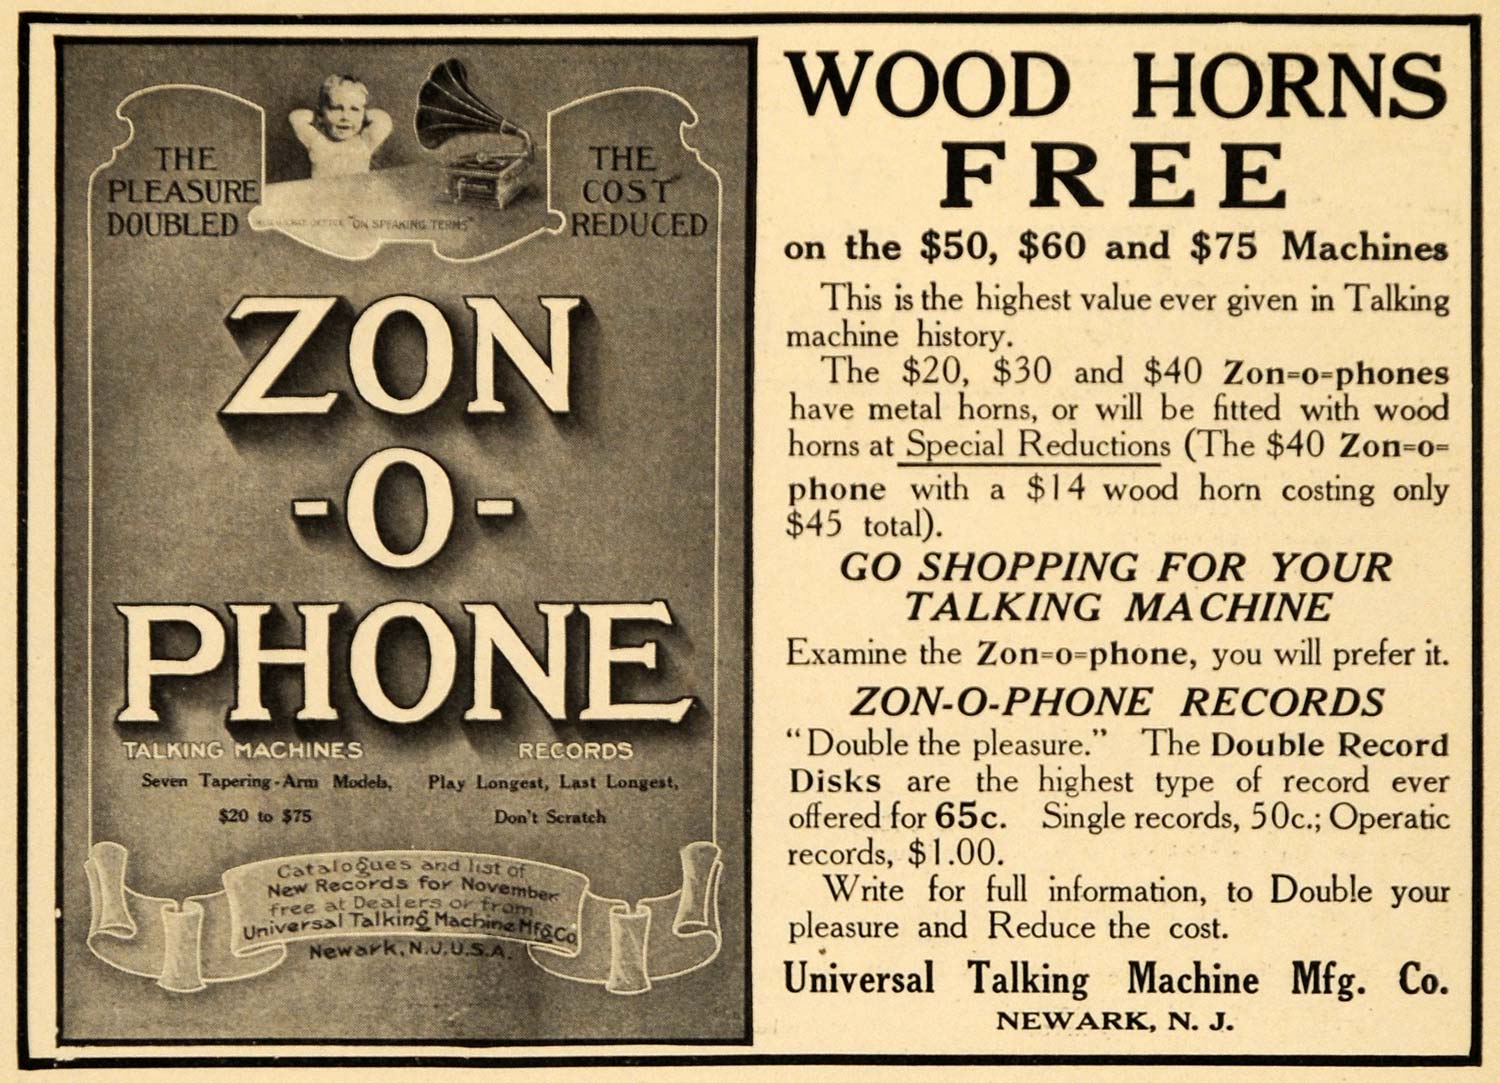 THE
PLEASURE
DOUBLED
THE
COST
REDUCED
"ON SPEAKING TERMS"
ZON
-O-
PHONE
TALKING MACHINES
RECORDS
Seven Tapering-Arm Models,
$20 to $75
Play Longest, Last Longest,
Don't Scratch
Catalogues and list of
New Records for November
free at Dealers or from
Universal Talking Machine Mfg Co
Newark, N.J. U.S.A.
WOOD HORNS
FREE
on the $50, $60 and $75 Machines
This is the highest value ever given in Talking
machine history.
The $20, $30 and $40 Zon=o=phones
have metal horns, or will be fitted with wood
horns at Special Reductions (The $40 Zon=o=
phone with a $14 wood horn costing only
$45 total).
GO SHOPPING FOR YOUR
TALKING MACHINE
Examine the Zon=o=phone, you will prefer it.
ZON-O-PHONE RECORDS
"Double the pleasure." The Double Record
Disks are the highest type of record ever
offered for 65c. Single records, 50c.; Operatic
records, $1.00.
Write for full information, to Double your
pleasure and Reduce the cost.
Universal Talking Machine Mfg. Co.
NEWARK, N. J.